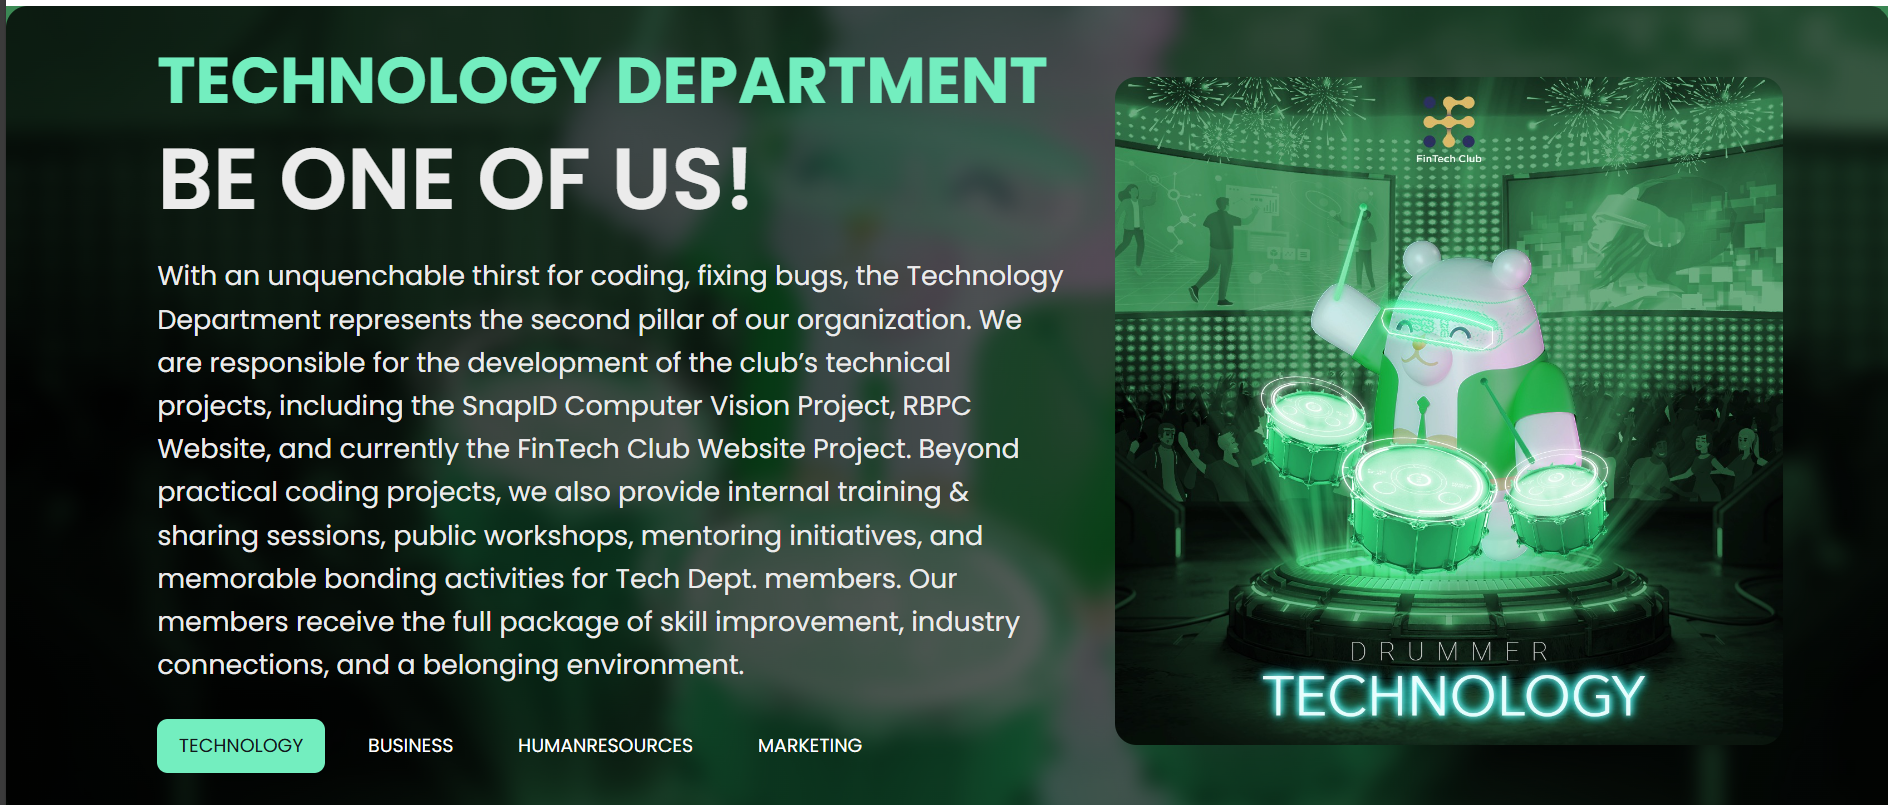 TECHNOLOGY DEPARTMENT
BE ONE OF US!
With an unquenchable thirst for coding, fixing bugs, the Technology
Department represents the second pillar of our organization. We
are responsible for the development of the club’s technical
projects, including the SnapID Computer Vision Project, RBPC
Website, and currently the FinTech Club Website Project. Beyond
practical coding projects, we also provide internal training &
sharing sessions, public workshops, mentoring initiatives, and
memorable bonding activities for Tech Dept. members. Our
members receive the full package of skill improvement, industry
connections, and a belonging environment.
TECHNOLOGY BUSINESS HUMANRESOURCES MARKETING
FinTech Club
DRUMMER
TECHNOLOGY